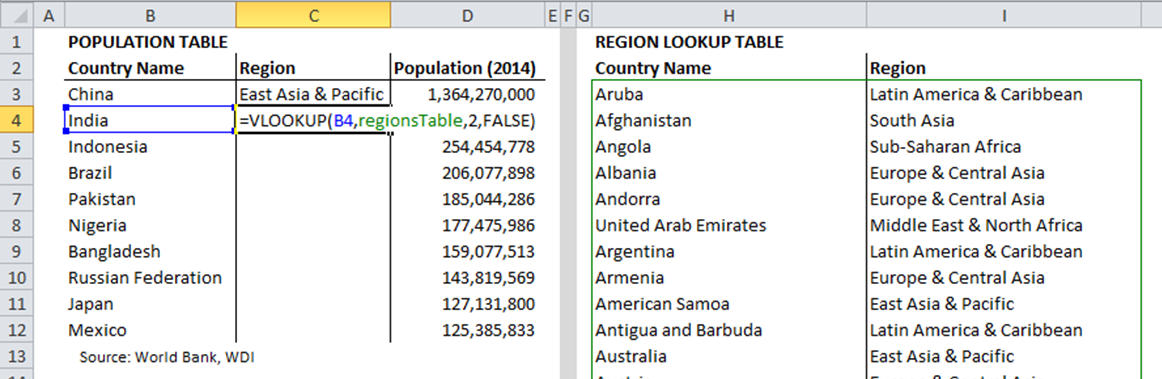 A B C D E F G H I
1 POPULATION TABLE REGION LOOKUP TABLE
2 Country Name Region Population (2014) Country Name Region
3 China East Asia & Pacific 1,364,270,000 Aruba Latin America & Caribbean
4 India =VLOOKUP(B4,regionsTable,2,FALSE) Afghanistan South Asia
5 Indonesia 254,454,778 Angola Sub-Saharan Africa
6 Brazil 206,077,898 Albania Europe & Central Asia
7 Pakistan 185,044,286 Andorra Europe & Central Asia
8 Nigeria 177,475,986 United Arab Emirates Middle East & North Africa
9 Bangladesh 159,077,513 Argentina Latin America & Caribbean
10 Russian Federation 143,819,569 Armenia Europe & Central Asia
11 Japan 127,131,800 American Samoa East Asia & Pacific
12 Mexico 125,385,833 Antigua and Barbuda Latin America & Caribbean
13 Source: World Bank, WDI Australia East Asia & Pacific